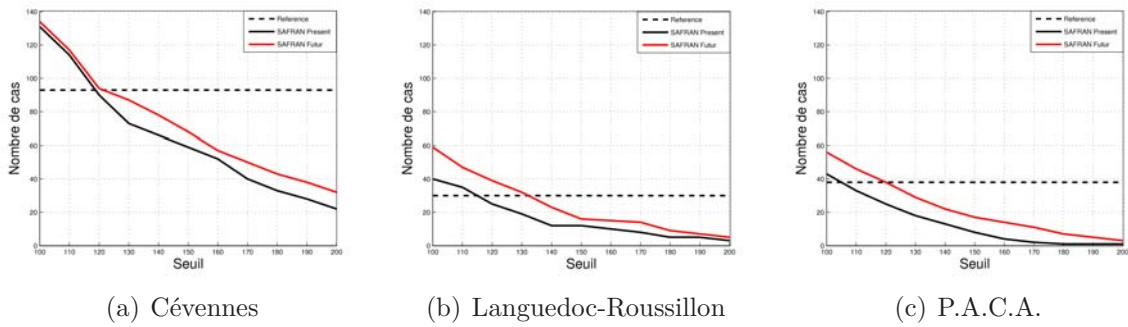 Nombre de cas
140
120
100
80
60
40
20
0
100 110 120 130 140 150 160 170 180 190 200
Seuil
Reference
SAFRAN Present
SAFRAN Futur
(a) Cévennes
Nombre de cas
140
120
100
80
60
40
20
0
100 110 120 130 140 150 160 170 180 190 200
Seuil
Reference
SAFRAN Present
SAFRAN Futur
(b) Languedoc-Roussillon
Nombre de cas
140
120
100
80
60
40
20
0
100 110 120 130 140 150 160 170 180 190 200
Seuil
Reference
SAFRAN Present
SAFRAN Futur
(c) P.A.C.A.